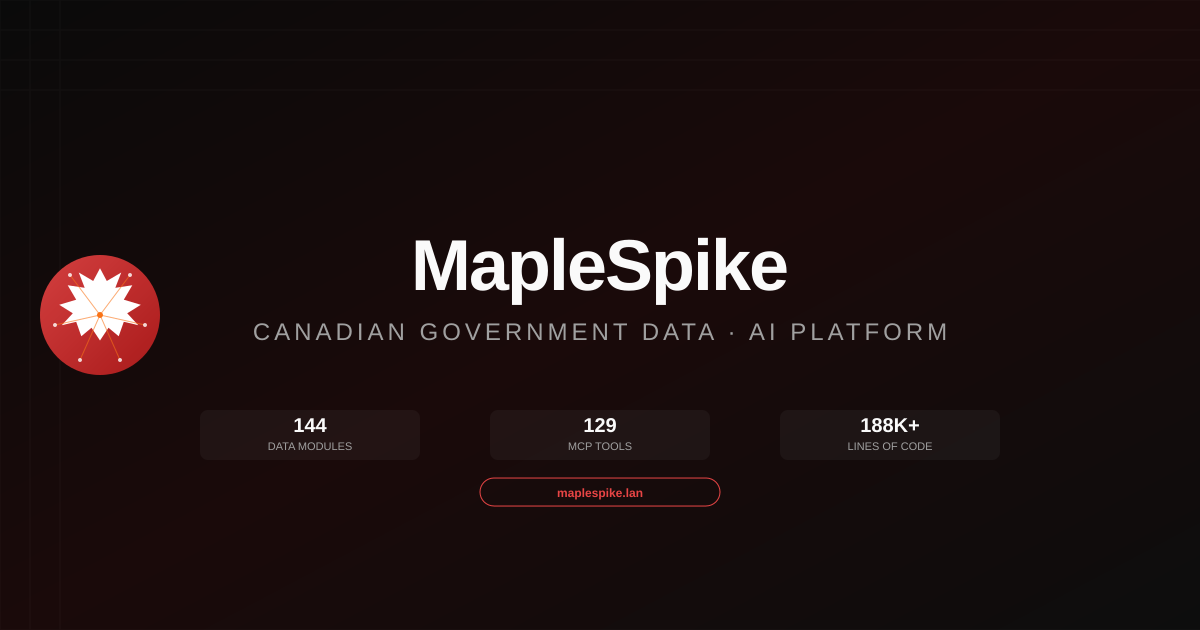 MapleSpike
CANADIAN GOVERNMENT DATA · AI PLATFORM
144
DATA MODULES
129
MCP TOOLS
188K+
LINES OF CODE
maplespike.lan